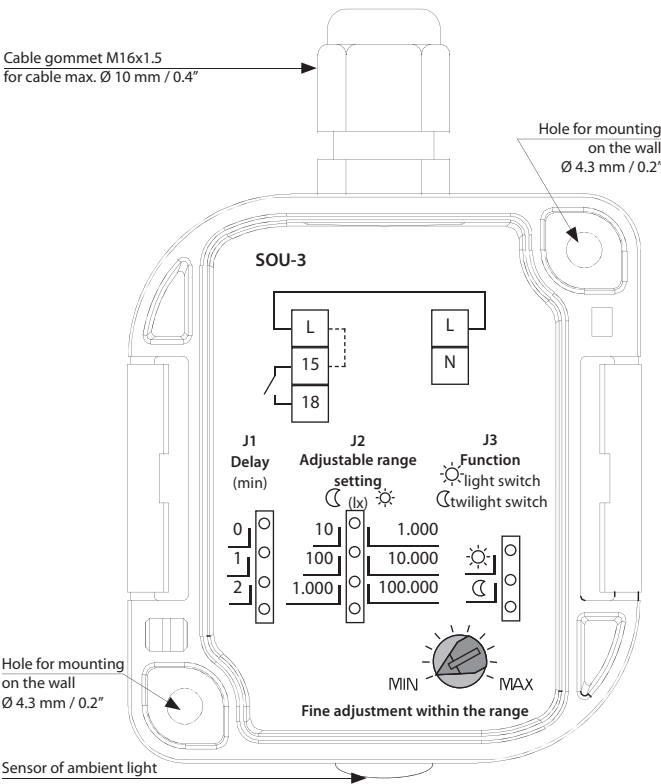 Cable gommet M16x1.5
for cable max. Ø 10 mm / 0.4”
Hole for mounting
on the wall
Ø 4.3 mm / 0.2”
SOU-3
L
L
15
N
18
J1
Delay
(min)
J2
Adjustable range
setting
(lx)
J3
Function
light switch
twilight switch
0
1
2
10
1.000
100
10.000
1.000
100.000
MIN
MAX
Fine adjustment within the range
Hole for mounting
on the wall
Ø 4.3 mm / 0.2”
Sensor of ambient light